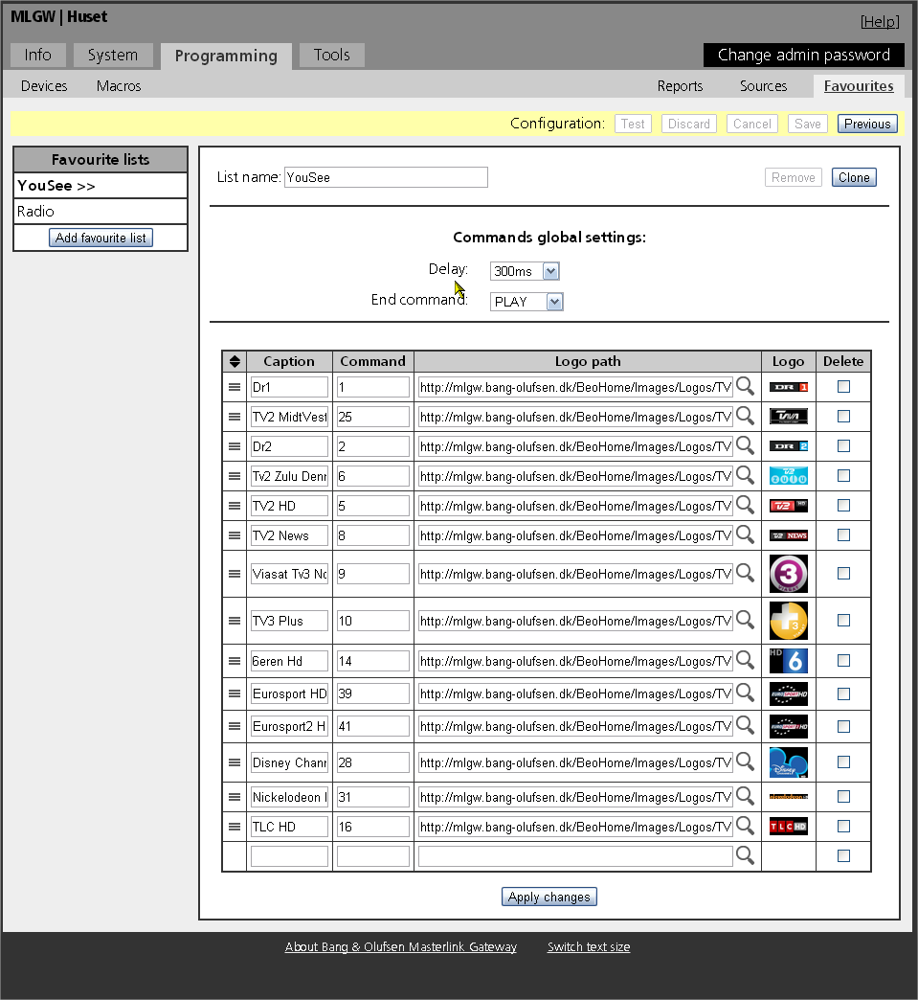 MLGW | Huset
[Help]
Info System Programming Tools Change admin password
Devices Macros Reports Sources Favourites
Configuration: Test Discard Cancel Save Previous
Favourite lists
YouSee >>
Radio
Add favourite list
List name: YouSee Remove Clone
Commands global settings:
Delay: 300ms
End command: PLAY
Caption Command Logo path Logo Delete
Dr1 1 http://mlgw.bang-olufsen.dk/BeoHome/Images/Logos/TV DR 1
TV2 MidtVest 25 http://mlgw.bang-olufsen.dk/BeoHome/Images/Logos/TV
Dr2 2 http://mlgw.bang-olufsen.dk/BeoHome/Images/Logos/TV DR 2
Tv2 Zulu Denr 6 http://mlgw.bang-olufsen.dk/BeoHome/Images/Logos/TV TV2 ZULU
TV2 HD 5 http://mlgw.bang-olufsen.dk/BeoHome/Images/Logos/TV TV2 HD
TV2 News 8 http://mlgw.bang-olufsen.dk/BeoHome/Images/Logos/TV TV2 NEWS
Viasat Tv3 No 9 http://mlgw.bang-olufsen.dk/BeoHome/Images/Logos/TV 3 VIASAT
TV3 Plus 10 http://mlgw.bang-olufsen.dk/BeoHome/Images/Logos/TV 3
6eren Hd 14 http://mlgw.bang-olufsen.dk/BeoHome/Images/Logos/TV HD 6
Eurosport HD 39 http://mlgw.bang-olufsen.dk/BeoHome/Images/Logos/TV EUROSPORT HD
Eurosport2 H 41 http://mlgw.bang-olufsen.dk/BeoHome/Images/Logos/TV
Disney Chann 28 http://mlgw.bang-olufsen.dk/BeoHome/Images/Logos/TV Disney
Nickelodeon 31 http://mlgw.bang-olufsen.dk/BeoHome/Images/Logos/TV nickelodeon
TLC HD 16 http://mlgw.bang-olufsen.dk/BeoHome/Images/Logos/TV TLC HD
Apply changes
About Bang & Olufsen Masterlink Gateway Switch text size